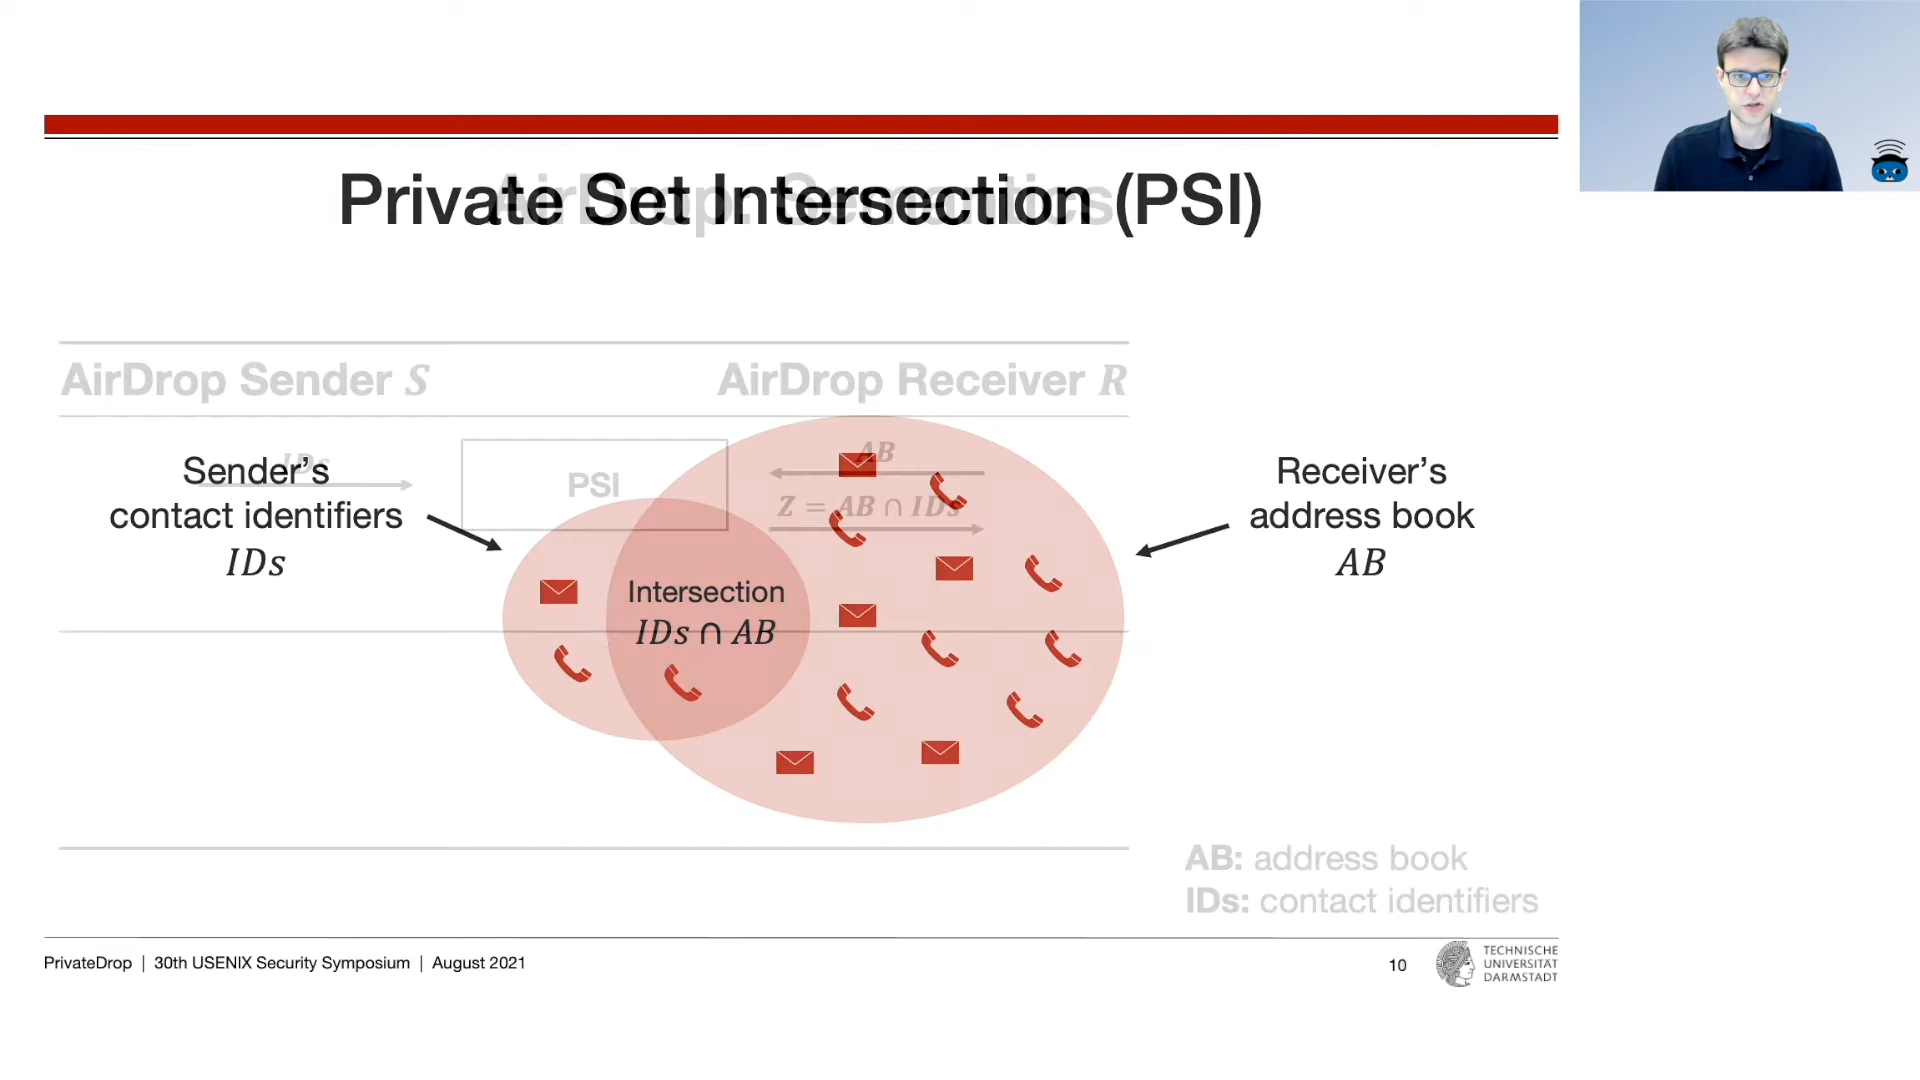 Private Set Intersection (PSI)
AirDrop: Semantics
AirDrop Sender S
AirDrop Receiver R
IDs
PSI
AB
Z = AB ∩ IDs
Sender’s
contact identifiers
IDs
Receiver’s
address book
AB
Intersection
IDs ∩ AB
AB: address book
IDs: contact identifiers
PrivateDrop | 30th USENIX Security Symposium | August 2021
10
TECHNISCHE
UNIVERSITÄT
DARMSTADT